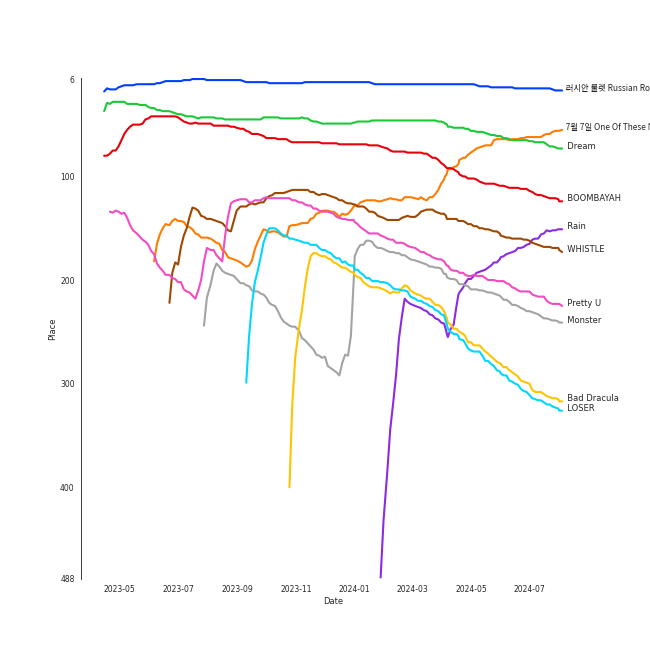 6
러시안 룰렛 Russian Ro
7월 7일 One Of These
Dream
100
BOOMBAYAH
Rain
WHISTLE
200
Pretty U
Monster
Place
300
Bad Dracula
LOSER
400
488
2023-05 2023-07 2023-09 2023-11 2024-01 2024-03 2024-05 2024-07
Date